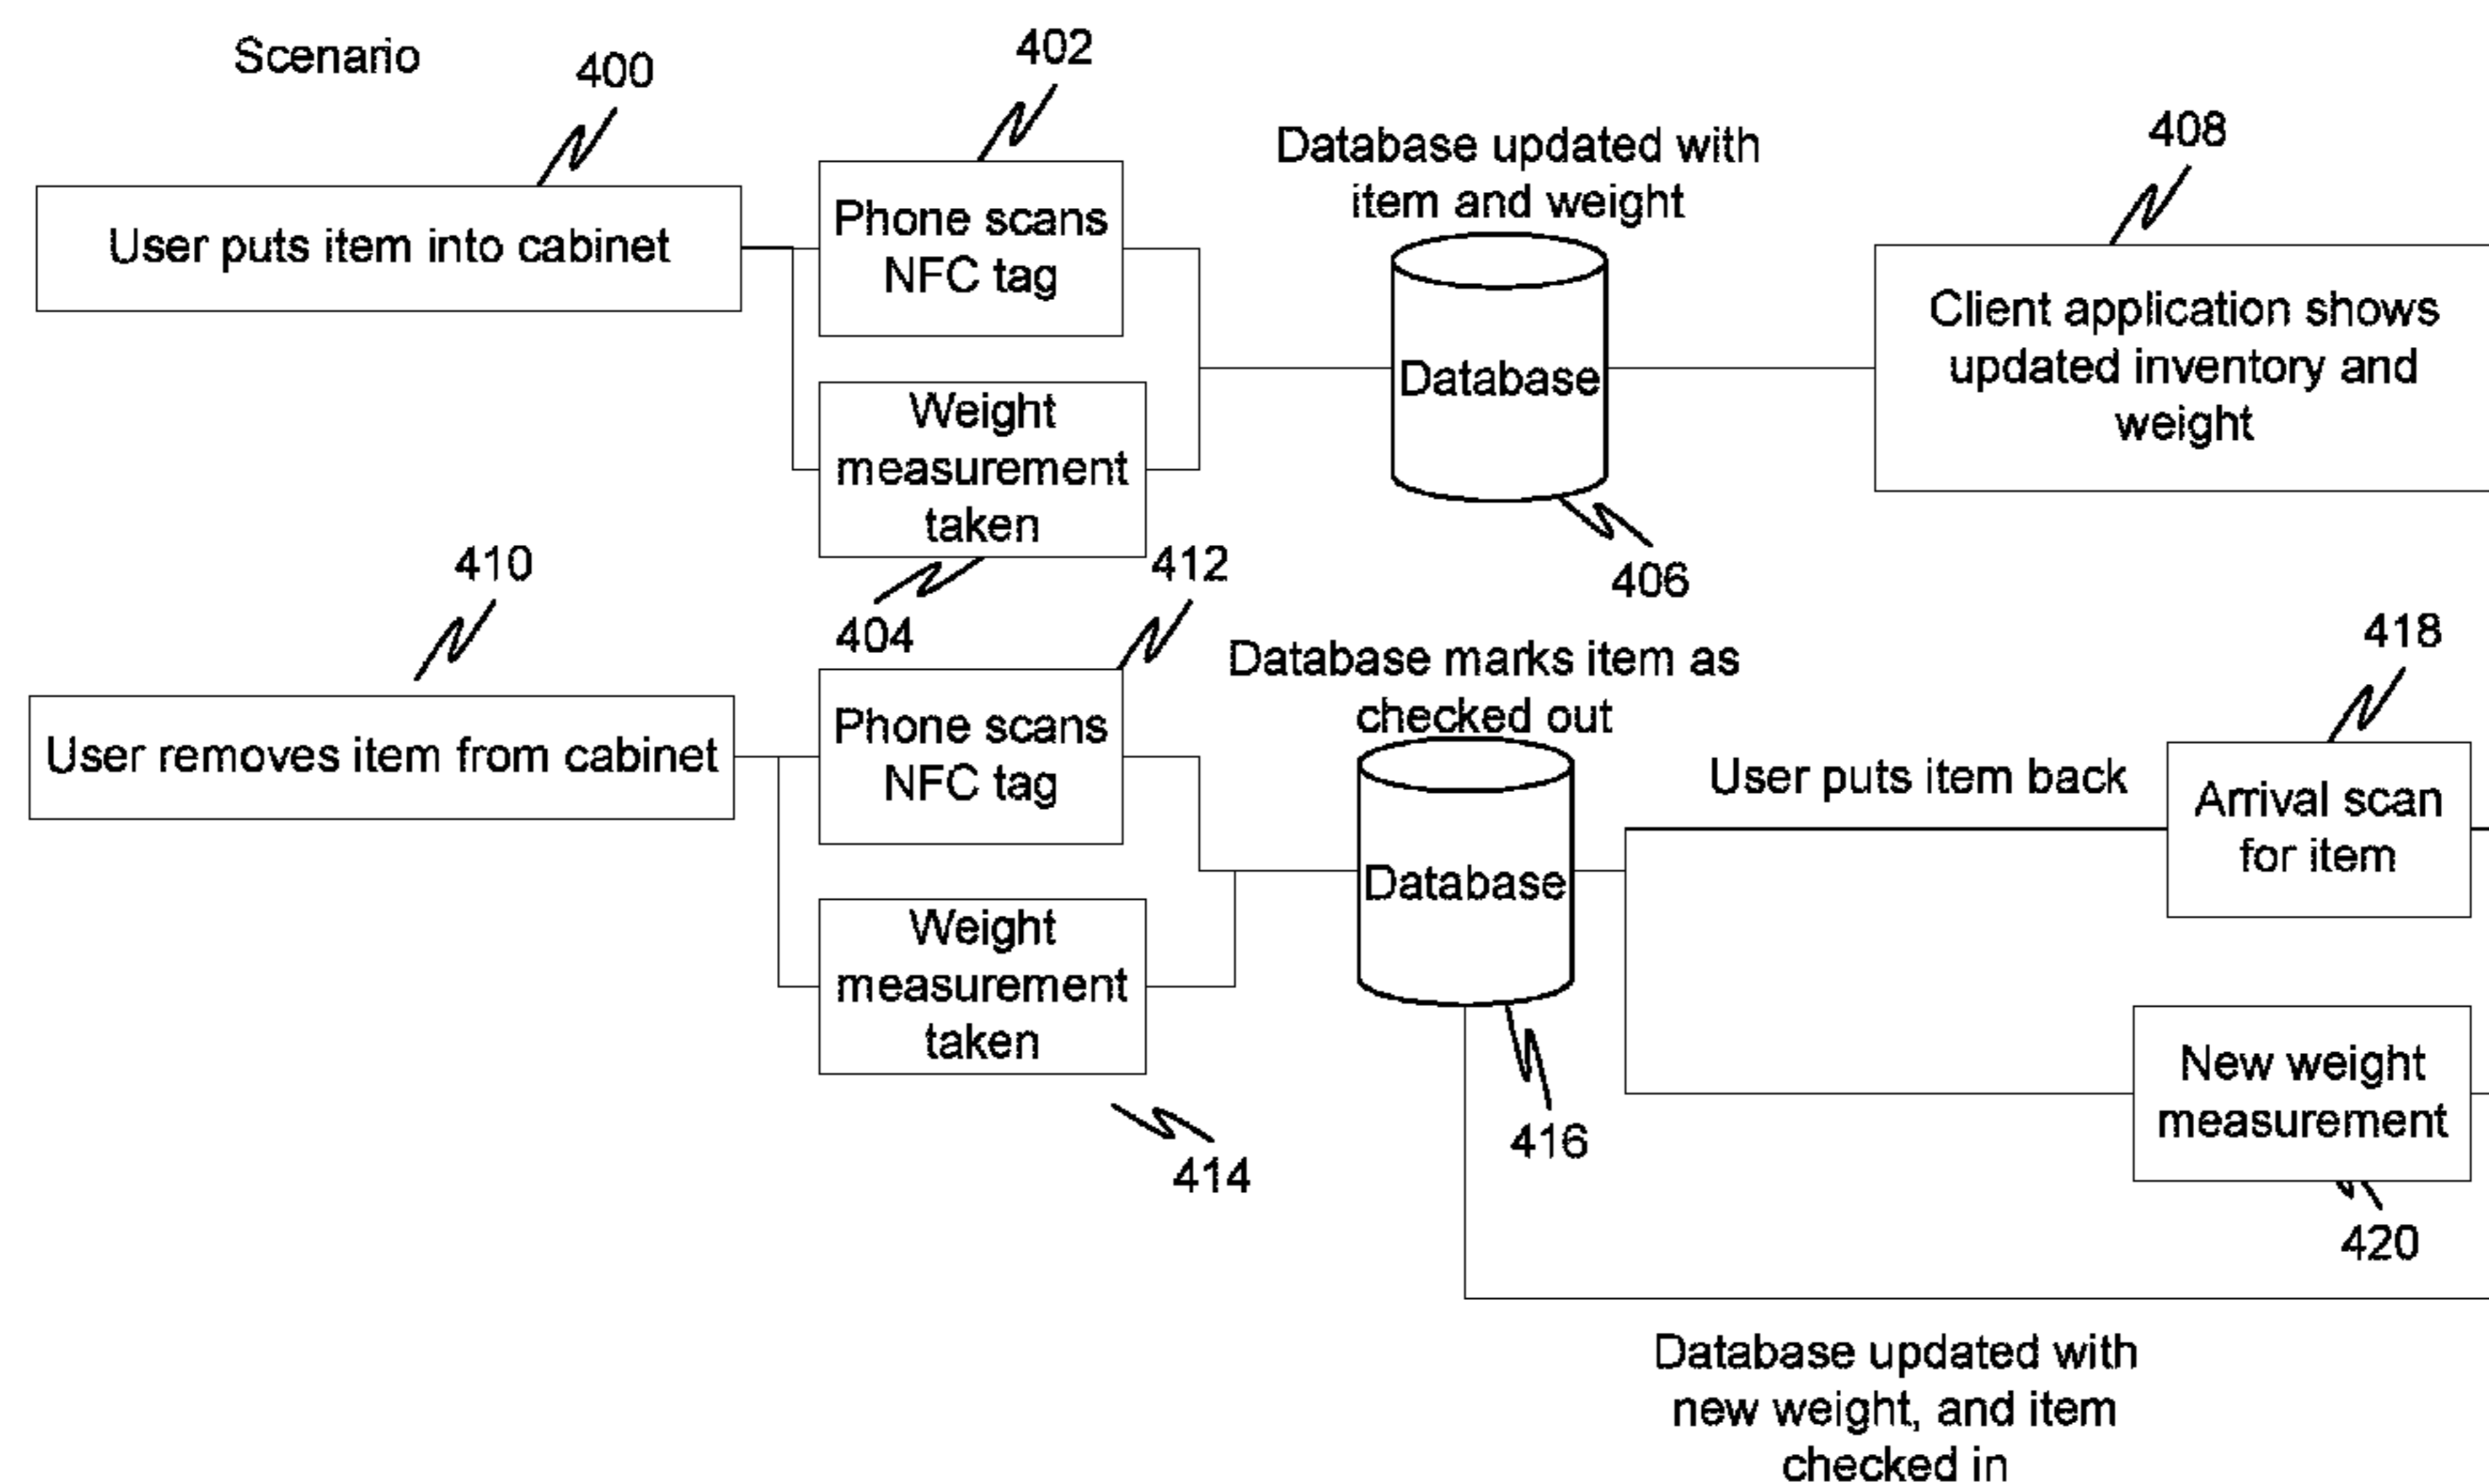 Scenario
400
402
Database updated with
item and weight
408
User puts item into cabinet
Phone scans
NFC tag
Database
Client application shows
updated inventory and
weight
Weight
measurement
taken
404
406
410
412
Database marks item as
checked out
418
User removes item from cabinet
Phone scans
NFC tag
Database
User puts item back
Arrival scan
for item
Weight
measurement
taken
414
416
New weight
measurement
420
Database updated with
new weight, and item
checked in